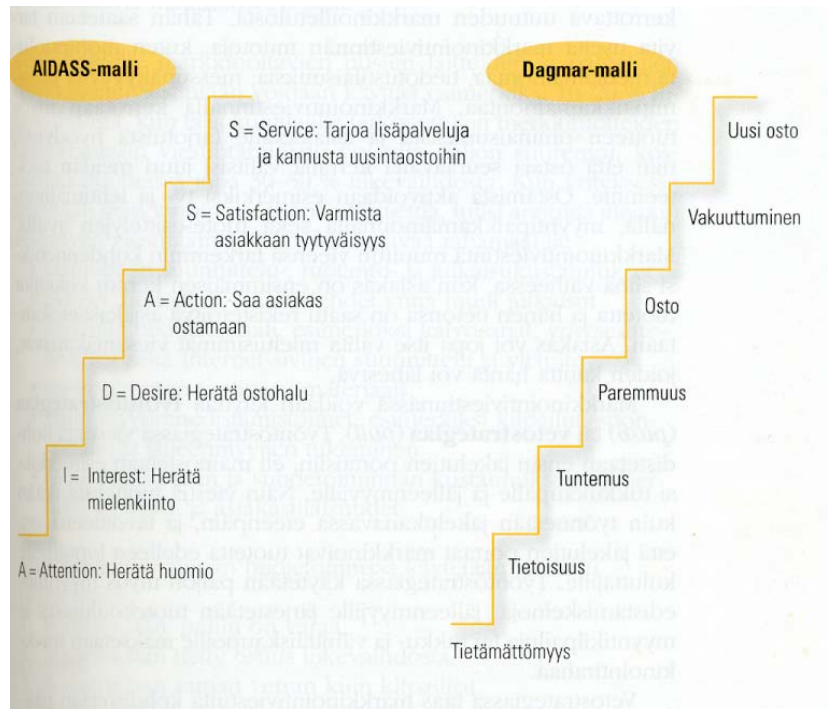 AIDASS-malli
S = Service: Tarjoa lisäpalveluja
ja kannusta uusintaostoihin
S = Satisfaction: Varmista
asiakkaan tyytyväisyys
A = Action: Saa asiakas
ostamaan
D = Desire: Herätä ostohalu
I = Interest: Herätä
mielenkiinto
A = Attention: Herätä huomio
Dagmar-malli
Uusi osto
Vakuuttuminen
Osto
Paremmuus
Tuntemus
Tietoisuus
Tietämättömyys